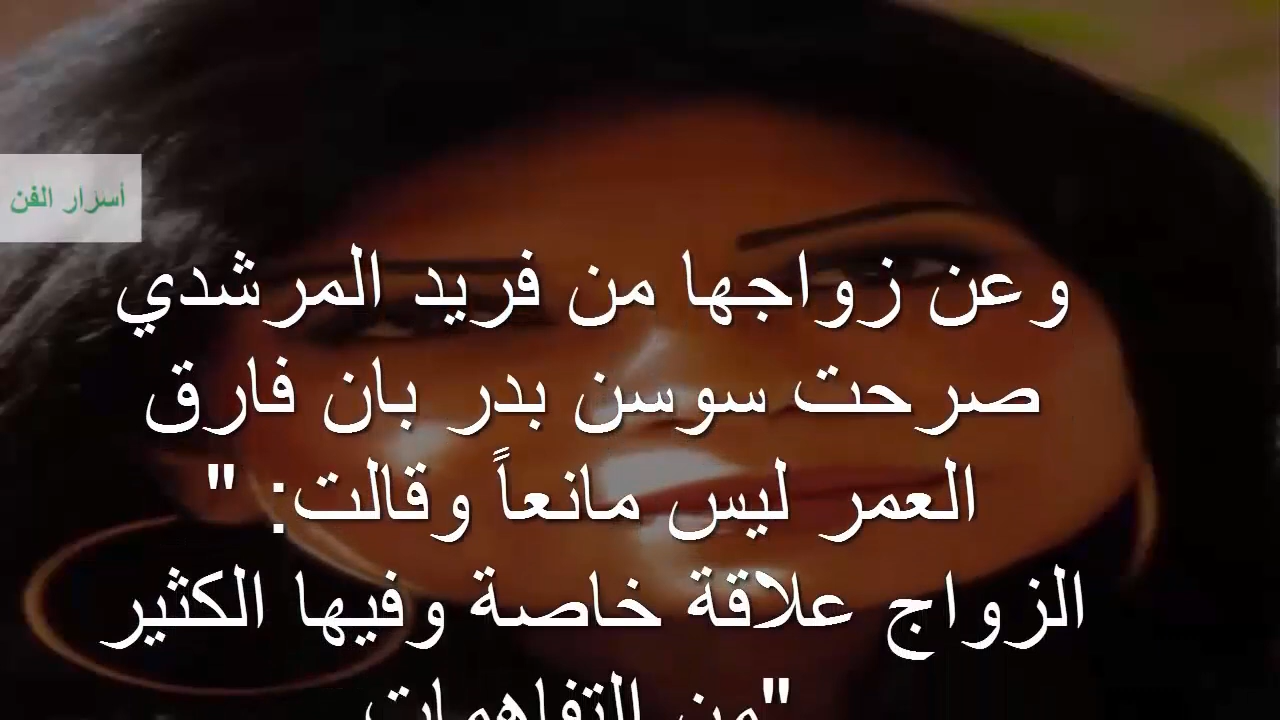 أسرار الفن
وعن زواجها من فريد المرشدي
صرحت سوسن بدر بان فارق
العمر ليس مانعاً وقالت: "
الزواج علاقة خاصة وفيها الكثير
من التفاهمات"